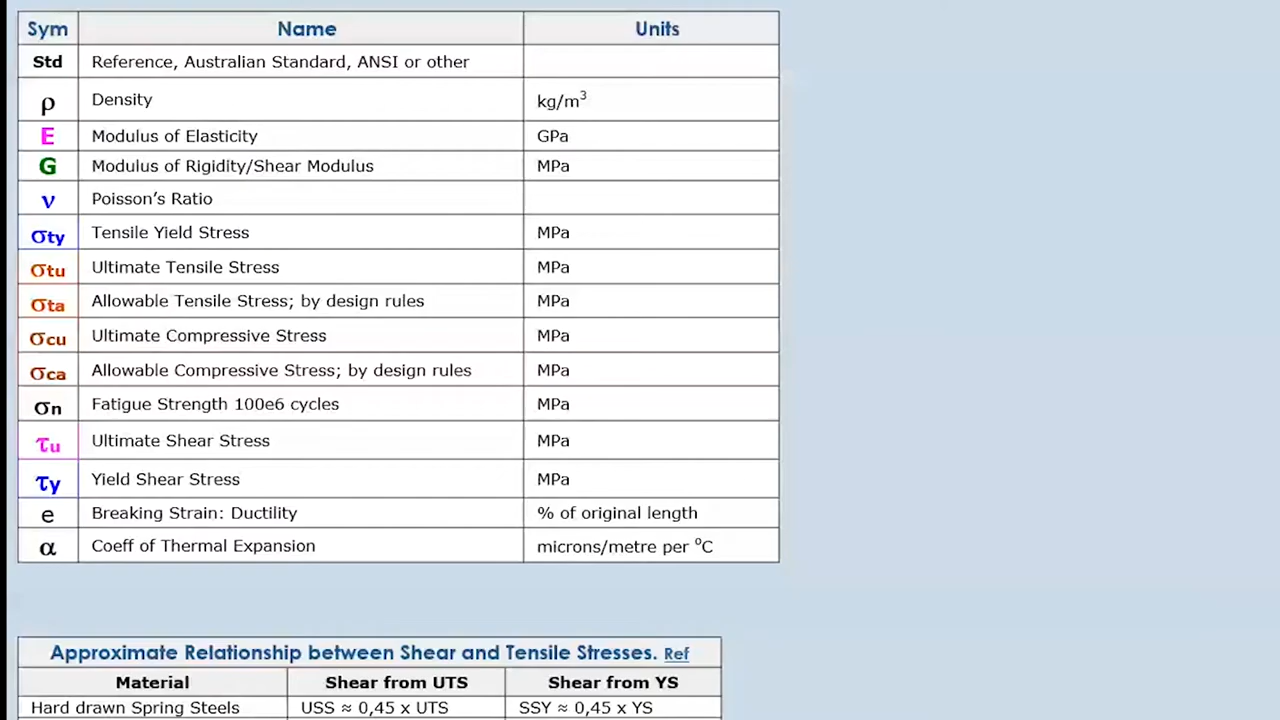 Sym Name Units
Std Reference, Australian Standard, ANSI or other
ρ Density kg/m³
E Modulus of Elasticity GPa
G Modulus of Rigidity/Shear Modulus MPa
ν Poisson’s Ratio
σty Tensile Yield Stress MPa
σtu Ultimate Tensile Stress MPa
σta Allowable Tensile Stress; by design rules MPa
σcu Ultimate Compressive Stress MPa
σca Allowable Compressive Stress; by design rules MPa
σn Fatigue Strength 100e6 cycles MPa
τu Ultimate Shear Stress MPa
τy Yield Shear Stress MPa
e Breaking Strain: Ductility % of original length
α Coeff of Thermal Expansion microns/metre per °C
Approximate Relationship between Shear and Tensile Stresses. Ref
Material Shear from UTS Shear from YS
Hard drawn Spring Steels USS ≈ 0,45 x UTS SSY ≈ 0,45 x YS